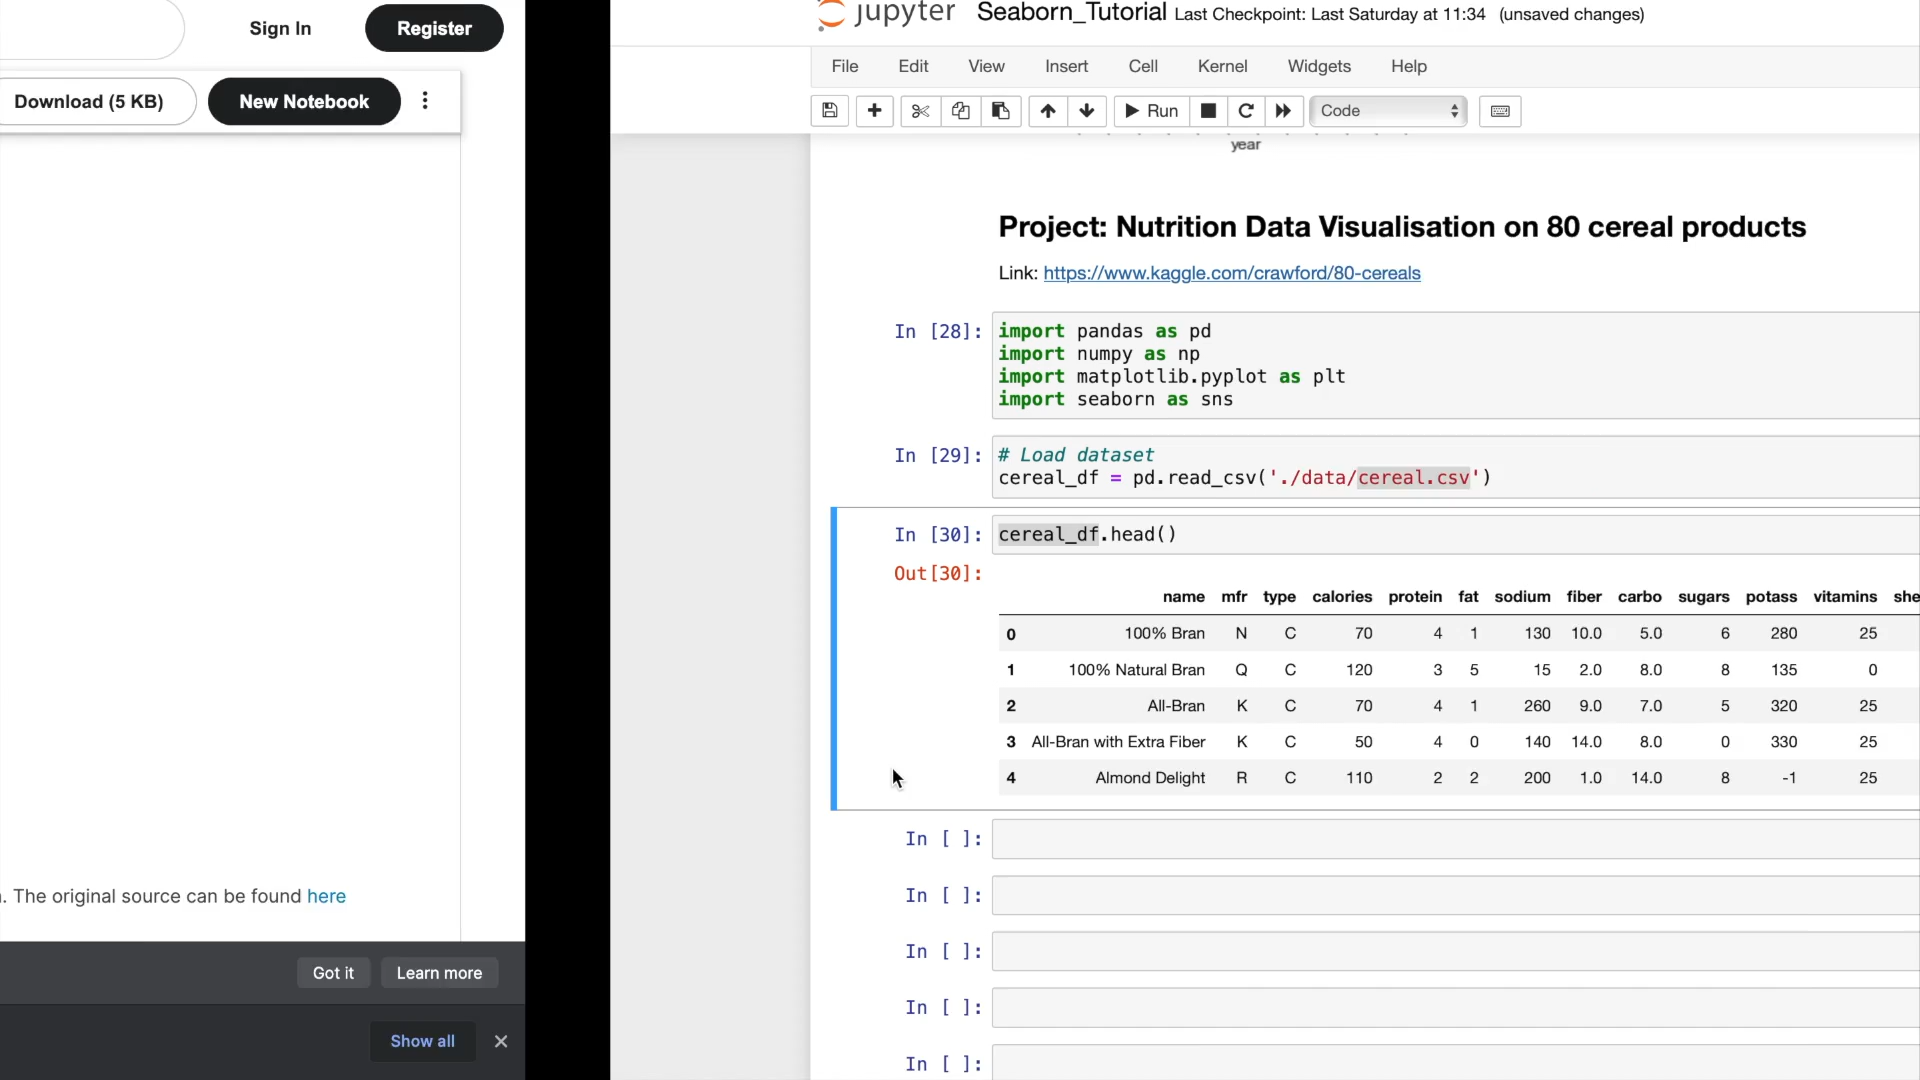 Sign In
Register
Download (5 KB)
New Notebook
. The original source can be found here
Got it
Learn more
Show all
jupyter Seaborn_Tutorial Last Checkpoint: Last Saturday at 11:34 (unsaved changes)
File Edit View Insert Cell Kernel Widgets Help
Run
Code
year
Project: Nutrition Data Visualisation on 80 cereal products
Link: https://www.kaggle.com/crawford/80-cereals
In [28]: import pandas as pd
import numpy as np
import matplotlib.pyplot as plt
import seaborn as sns
In [29]: # Load dataset
cereal_df = pd.read_csv('./data/cereal.csv')
In [30]: cereal_df.head()
Out[30]:
name mfr type calories protein fat sodium fiber carbo sugars potass vitamins she
0 100% Bran N C 70 4 1 130 10.0 5.0 6 280 25
1 100% Natural Bran Q C 120 3 5 15 2.0 8.0 8 135 0
2 All-Bran K C 70 4 1 260 9.0 7.0 5 320 25
3 All-Bran with Extra Fiber K C 50 4 0 140 14.0 8.0 0 330 25
4 Almond Delight R C 110 2 2 200 1.0 14.0 8 -1 25
In [ ]:
In [ ]:
In [ ]:
In [ ]:
In [ ]: